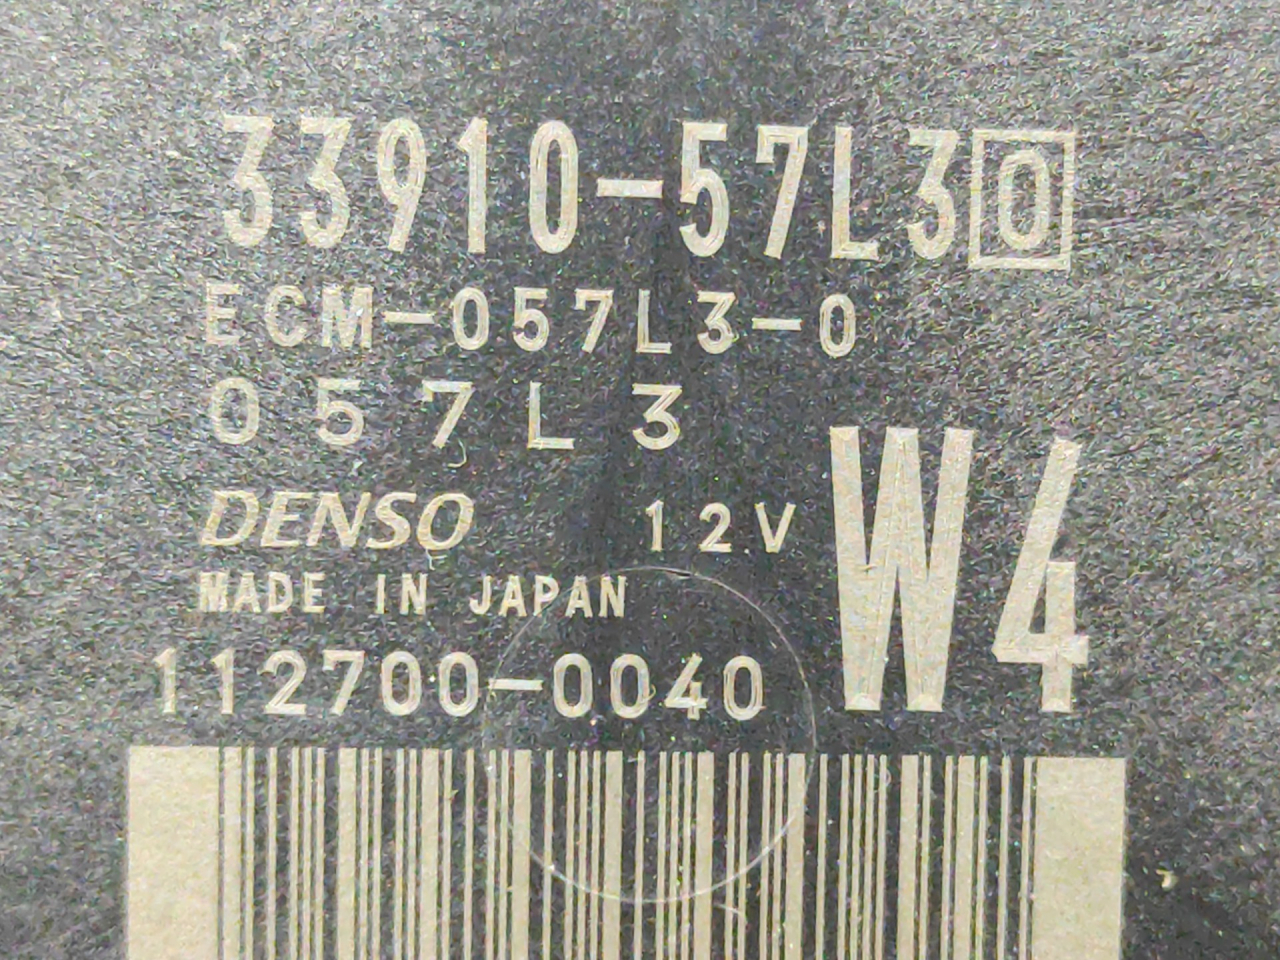 33910-57L30
ECM-057L3-0
057L3
DENSO 12V
W4
MADE IN JAPAN
112700-0040